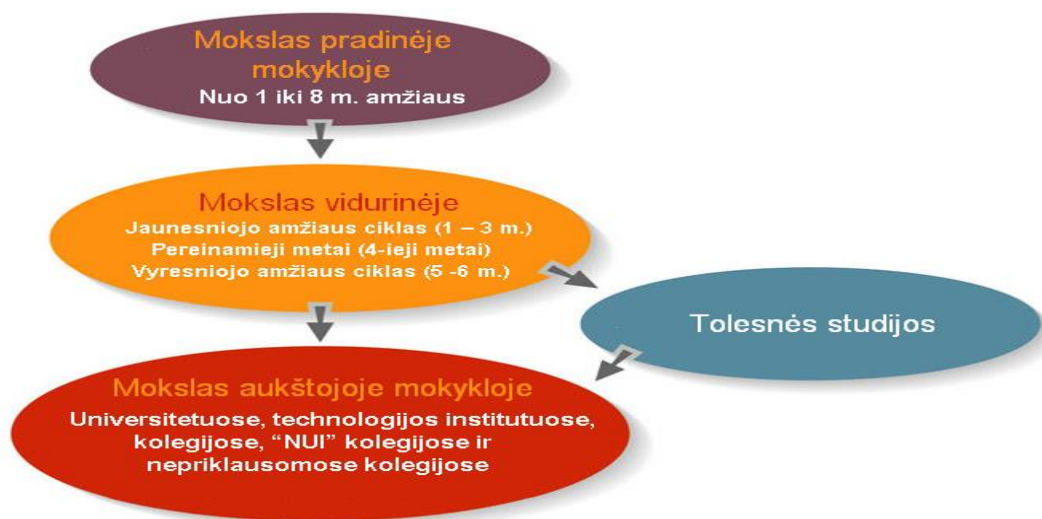 Mokslas pradinėje
mokykloje
Nuo 1 iki 8 m. amžiaus
Mokslas vidurinėje
Jaunesniojo amžiaus ciklas (1 – 3 m.)
Pereinamieji metai (4-ieji metai)
Vyresniojo amžiaus ciklas (5 -6 m.)
Tolesnės studijos
Mokslas aukštojoje mokykloje
Universitetuose, technologijos institutuose,
kolegijose, “NUI” kolegijose ir
nepriklausomose kolegijose